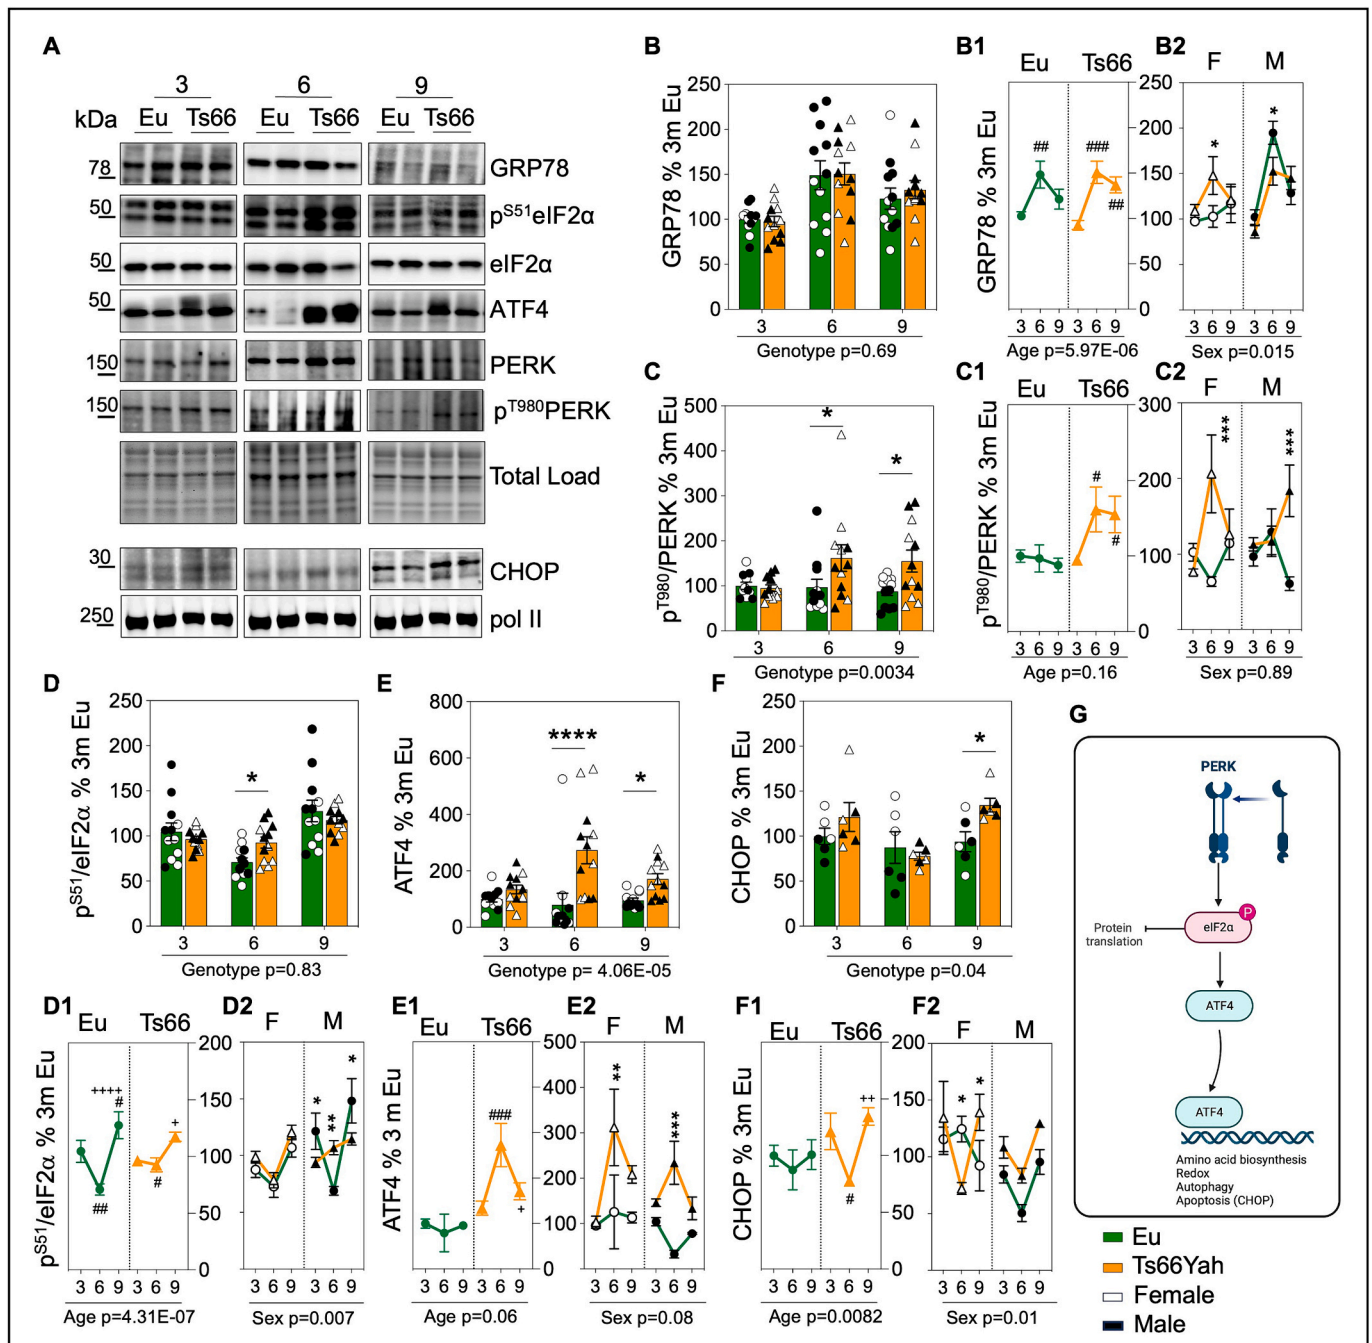 A
3 6 9
kDa Eu Ts66 Eu Ts66 Eu Ts66
78 GRP78
50 pS51eIF2α
50 eIF2α
50 ATF4
150 PERK
150 pT980PERK
Total Load
30 CHOP
250 pol II
B
GRP78 % 3m Eu
250
200
150
100
50
0
3 6 9
Genotype p=0.69
B1
Eu Ts66
GRP78 % 3m Eu
## ###
##
3 6 9 3 6 9
Age p=5.97E-06
B2
F M
250
200
150
100
50
0
* *
3 6 9 3 6 9
Sex p=0.015
C
pT980/PERK % 3m Eu
500
400
300
200
150
100
50
0
* *
3 6 9
Genotype p=0.0034
C1
Eu Ts66
pT980/PERK % 3m Eu
# #
3 6 9 3 6 9
Age p=0.16
C2
F M
300
200
100
0
*** ***
3 6 9 3 6 9
Sex p=0.89
D
pS51/eIF2α % 3m Eu
250
200
150
100
50
0
*
3 6 9
Genotype p=0.83
E
ATF4 % 3m Eu
800
600
400
200
0
**** *
3 6 9
Genotype p= 4.06E-05
F
CHOP % 3m Eu
250
200
150
100
50
0
*
3 6 9
Genotype p=0.04
G
PERK
P
eIF2α
Protein
translation
ATF4
ATF4
Amino acid biosynthesis
Redox
Autophagy
Apoptosis (CHOP)
D1
Eu Ts66
pS51/eIF2α % 3m Eu
++++
# +
## #
3 6 9 3 6 9
Age p=4.31E-07
D2
F M
200
150
100
50
0
* ** *
3 6 9 3 6 9
Sex p=0.007
E1
Eu Ts66
ATF4 % 3 m Eu
###
+
3 6 9 3 6 9
Age p=0.06
E2
F M
500
400
300
200
100
0
** ***
3 6 9 3 6 9
Sex p=0.08
F1
Eu Ts66
CHOP % 3m Eu
++
#
3 6 9 3 6 9
Age p=0.0082
F2
F M
200
150
100
50
0
* *
3 6 9 3 6 9
Sex p=0.01
Eu
Ts66Yah
Female
Male